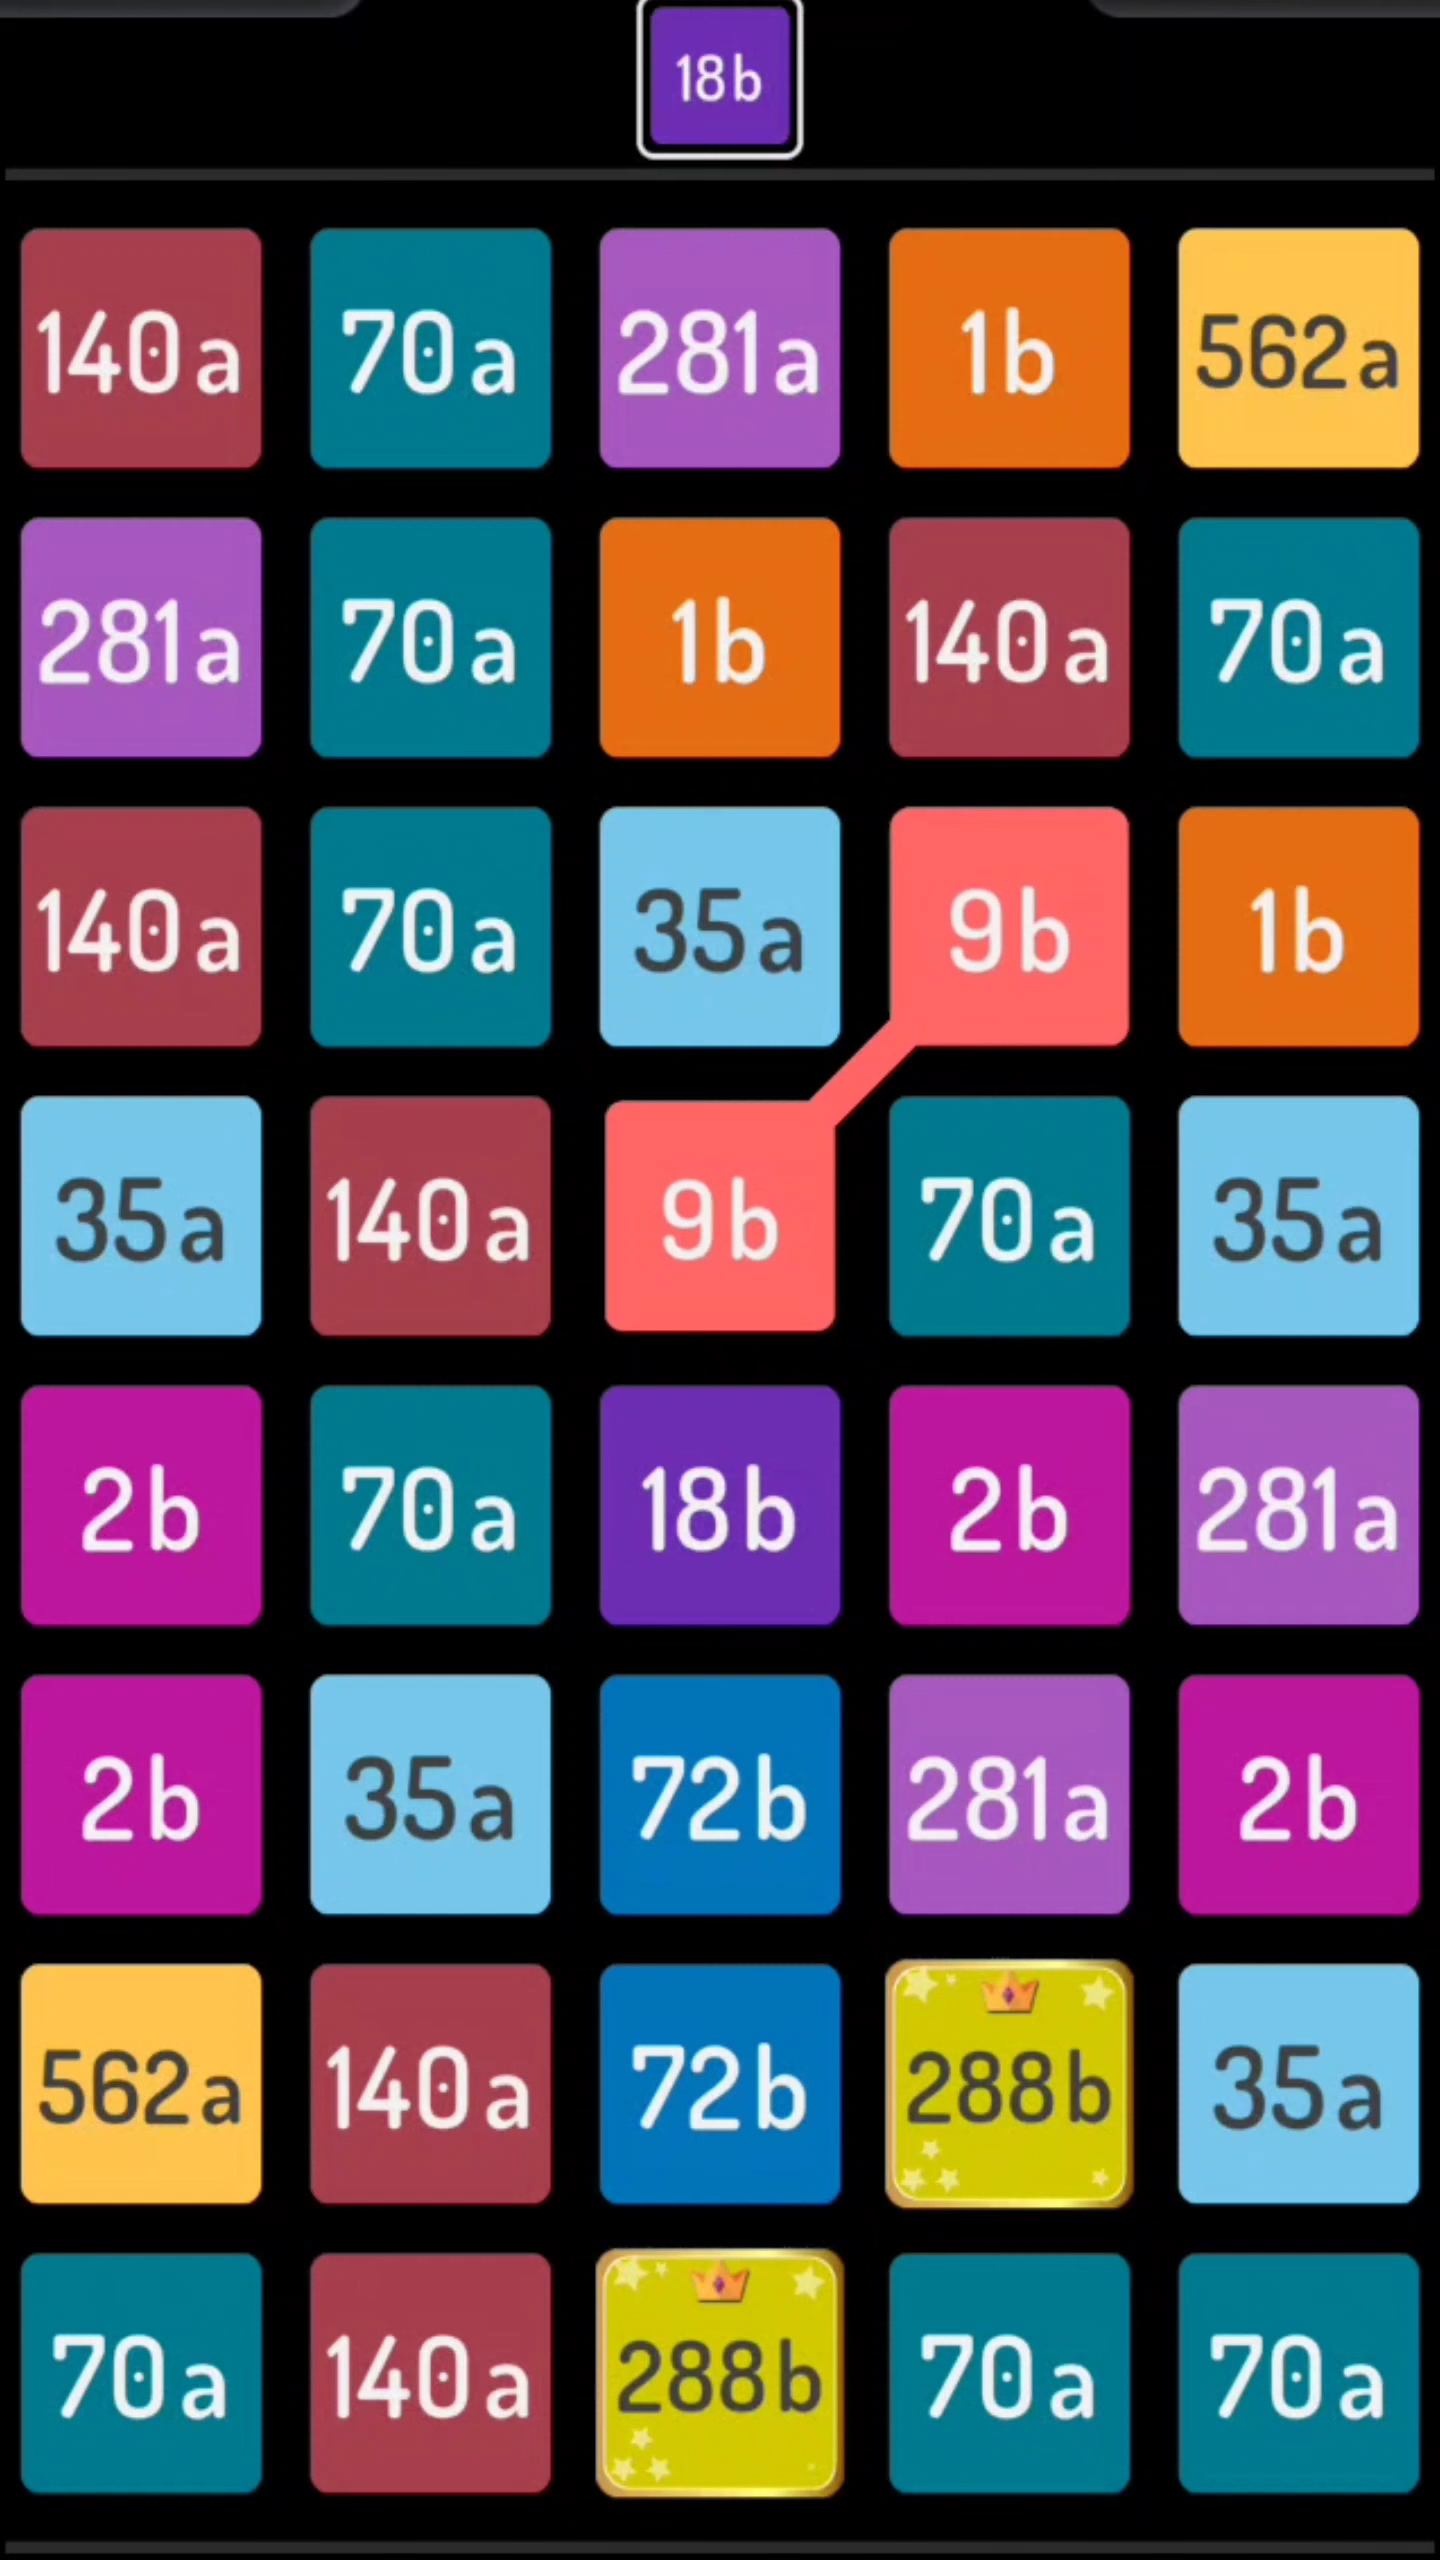 18b
140a 70a 281a 1b 562a
281a 70a 1b 140a 70a
140a 70a 35a 9b 1b
35a 140a 9b 70a 35a
2b 70a 18b 2b 281a
2b 35a 72b 281a 2b
562a 140a 72b 288b 35a
70a 140a 288b 70a 70a